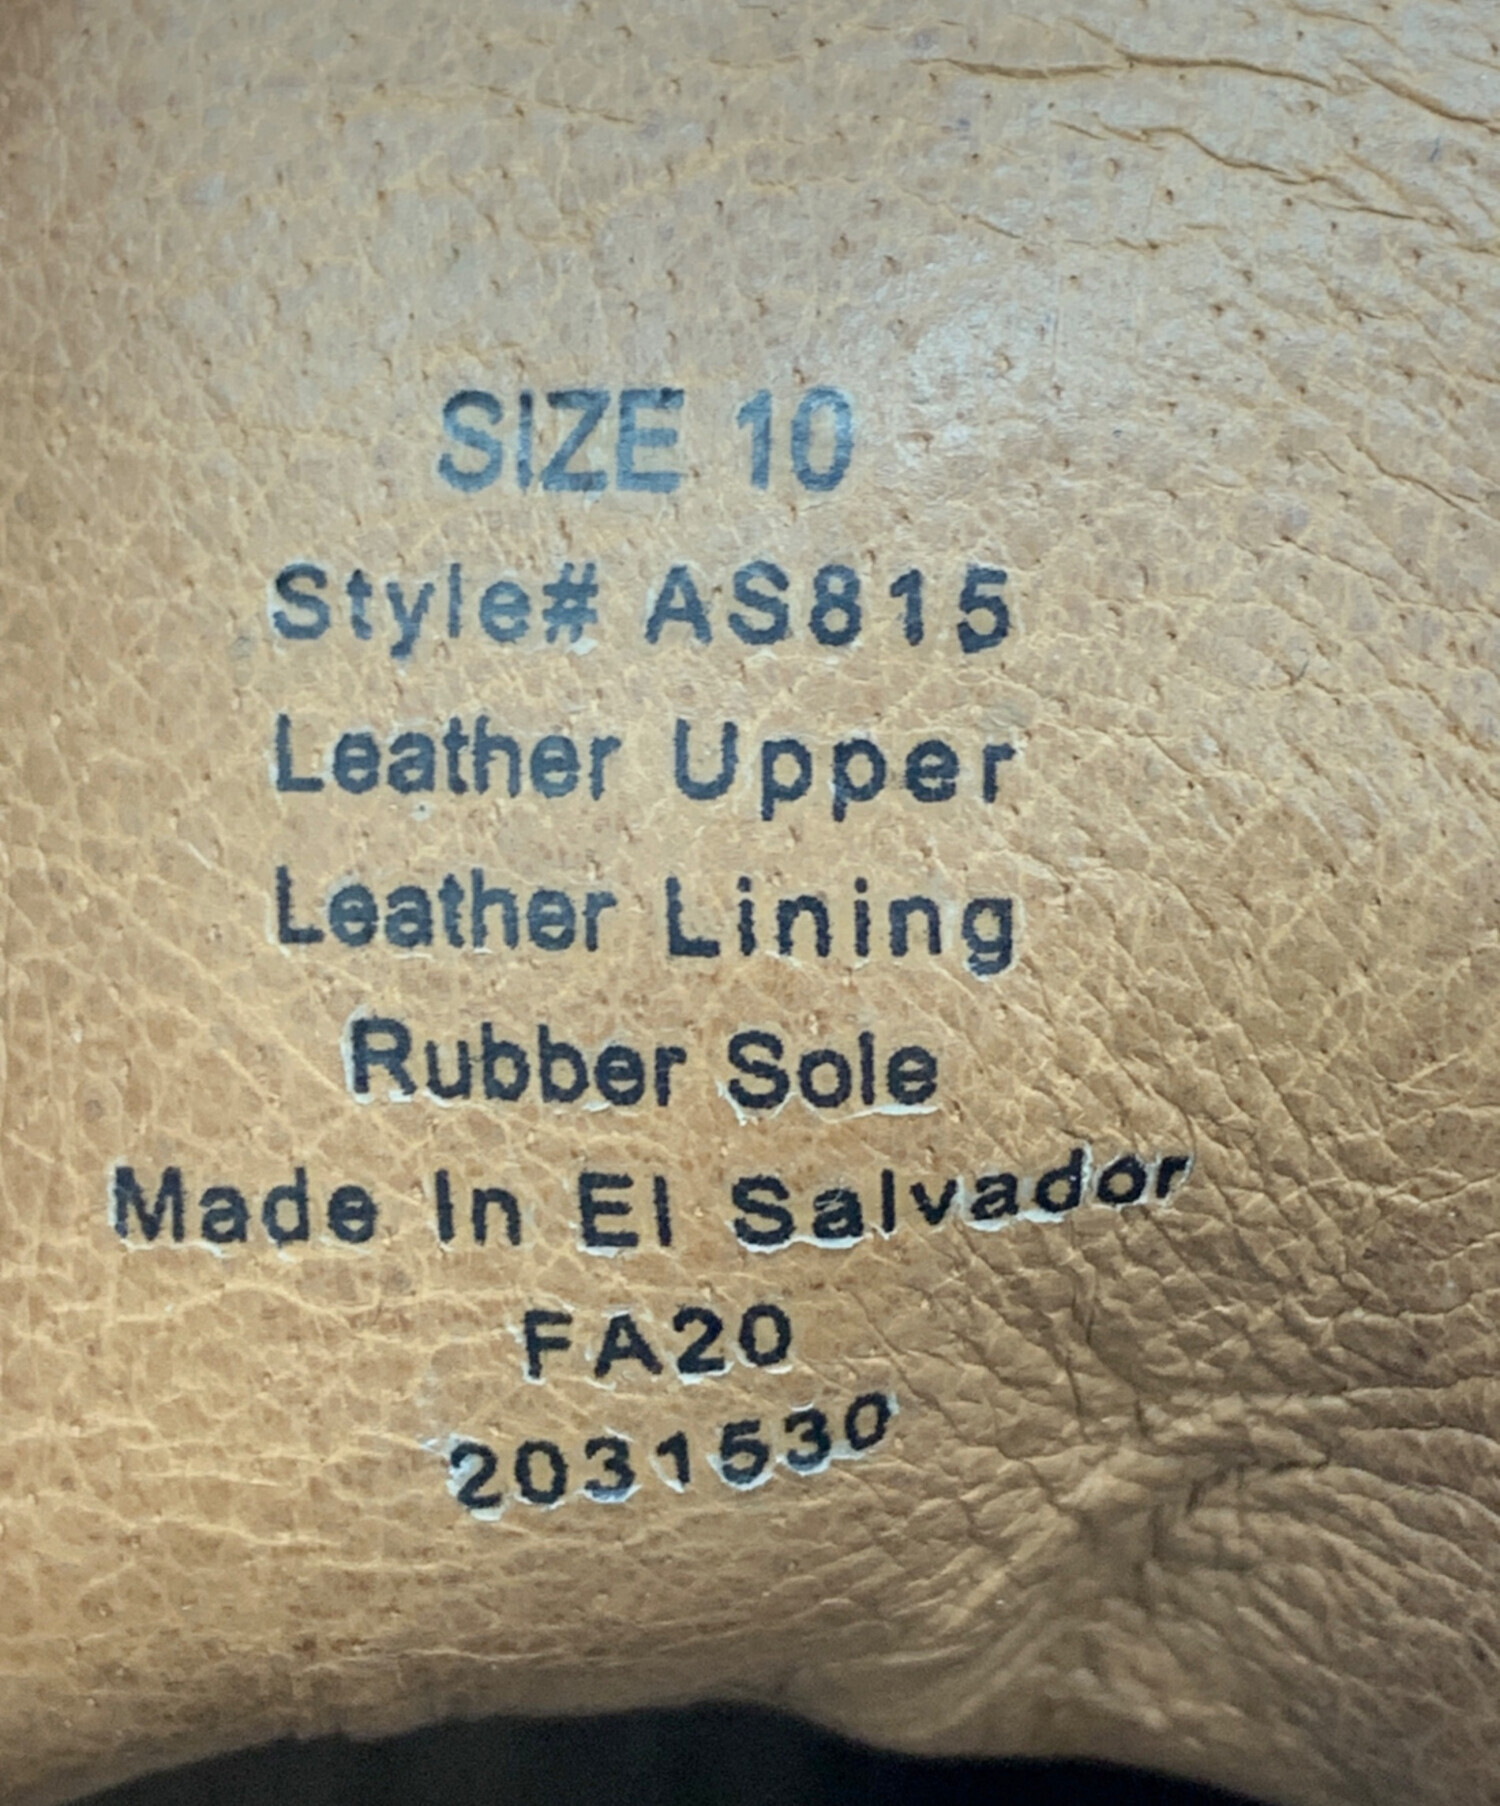 SIZE 10
Style# AS815
Leather Upper
Leather Lining
Rubber Sole
Made In El Salvador
FA20
2031530